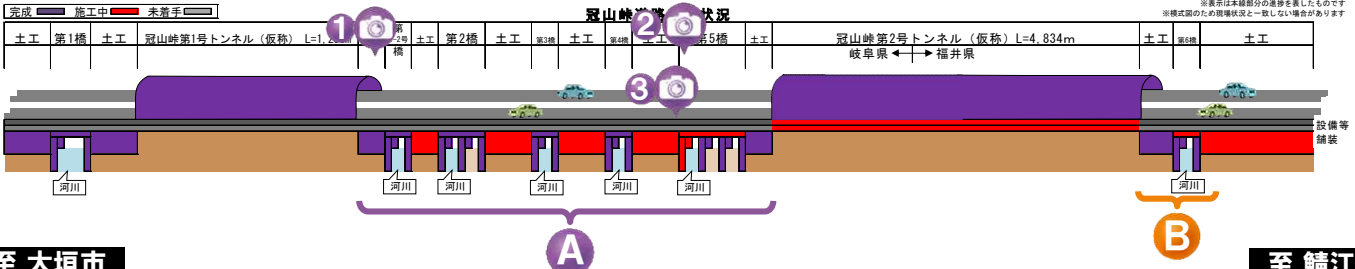 完成 施工中 未着手
冠山峠 状況
※表示は本線部分の進捗を表したものです
※模式図のため現場状況と一致しない場合があります
土工 第1橋 土工 冠山峠第1号トンネル（仮称） L=1, 土工 第2橋 土工 第3橋 土工 第4橋 土工 第5橋 土工 冠山峠第2号トンネル（仮称）L=4,834m 土工 第6橋 土工
第 -2号 橋
岐阜県 福井県
1
2
3
設備等
舗装
河川 河川 河川 河川 河川 河川 河川
A
B
至 大垣市
至 鯖江